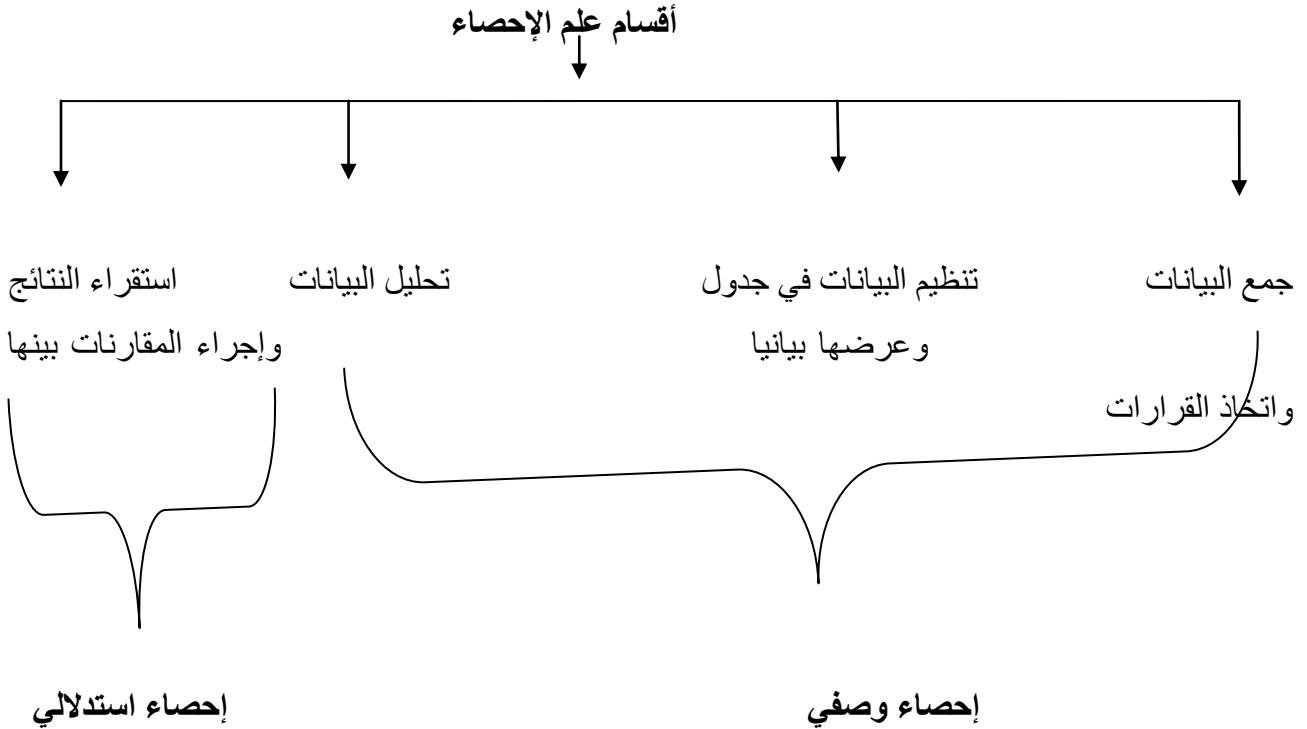 أقسام علم الإحصاء
جمع البيانات تنظيم البيانات في جدول تحليل البيانات استقراء النتائج
وعرضها بيانيا وإجراء المقارنات بينها
واتخاذ القرارات
إحصاء وصفي إحصاء استدلالي